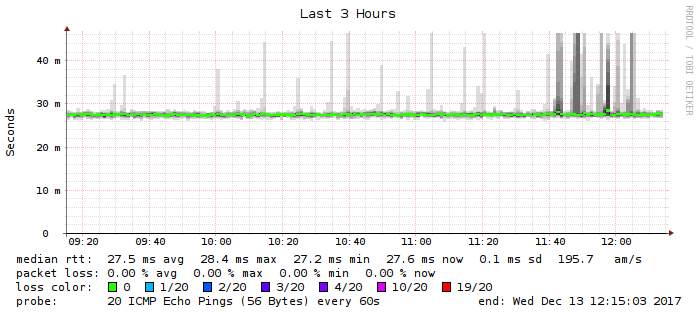 Last 3 Hours
RRDTOOL / TOBI OETIKER
Seconds
40 m
30 m
20 m
10 m
0
09:20 09:40 10:00 10:20 10:40 11:00 11:20 11:40 12:00
median rtt: 27.5 ms avg 28.4 ms max 27.2 ms min 27.6 ms now 0.1 ms sd 195.7 am/s
packet loss: 0.00 % avg 0.00 % max 0.00 % min 0.00 % now
loss color: 0 1/20 2/20 3/20 4/20 10/20 19/20
probe: 20 ICMP Echo Pings (56 Bytes) every 60s end: Wed Dec 13 12:15:03 2017